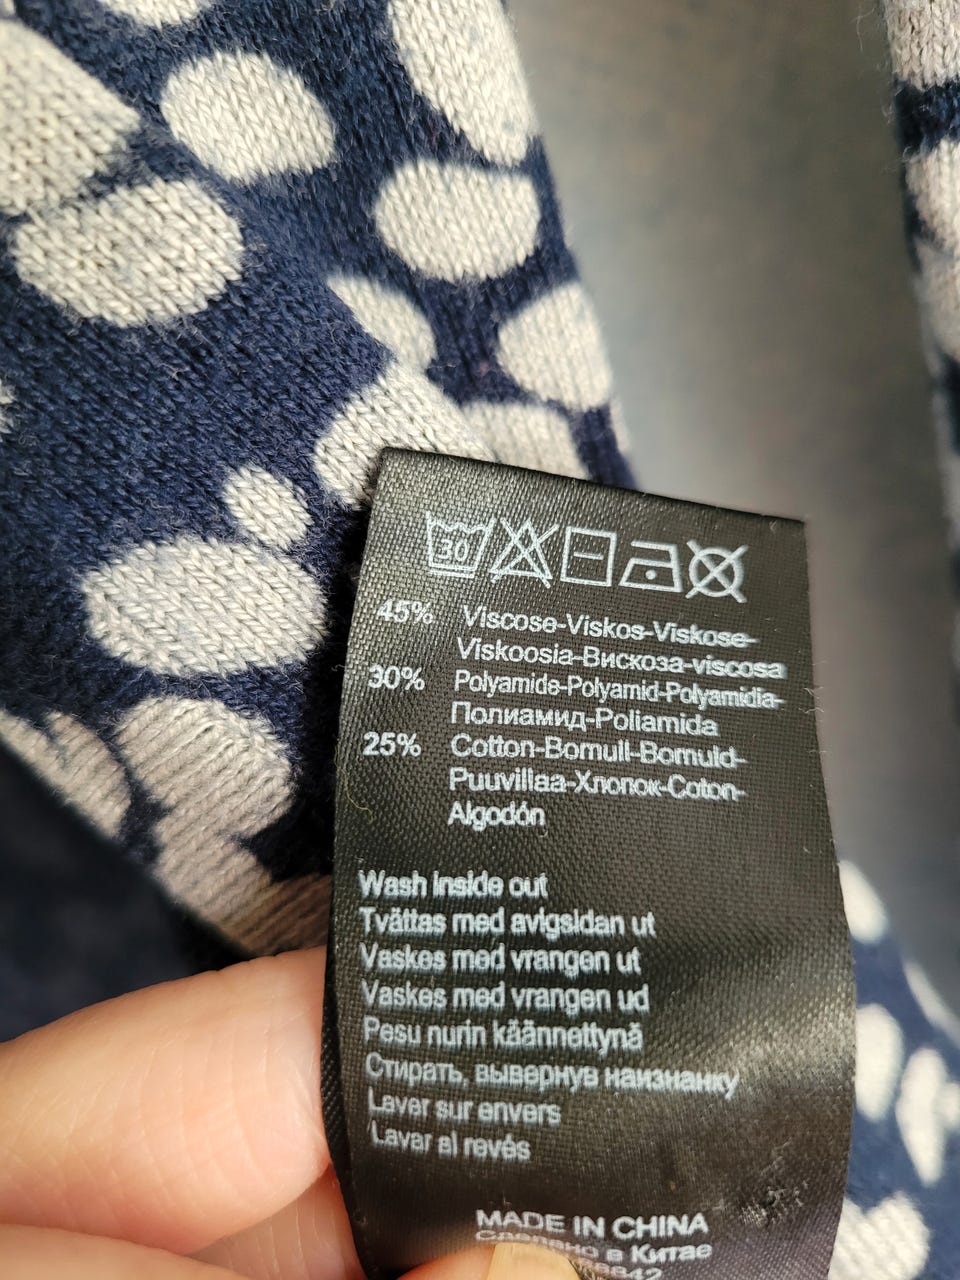 30
45% Viscose-Viskos-Viskose-
Viskoosia-Вискоза-viscosa
30% Polyamide-Polyamid-Polyamidia-
Полиамид-Poliamida
25% Cotton-Bomull-Bomuld-
Puuvillaa-Хлопок-Coton-
Algodón
Wash inside out
Tvättas med avigsidan ut
Vaskes med vrangen ut
Vaskes med vrangen ud
Pesu nurin käännettynä
Стирать, вывернув наизнанку
Laver sur envers
Lavar al revés
MADE IN CHINA
Сделано в Китае